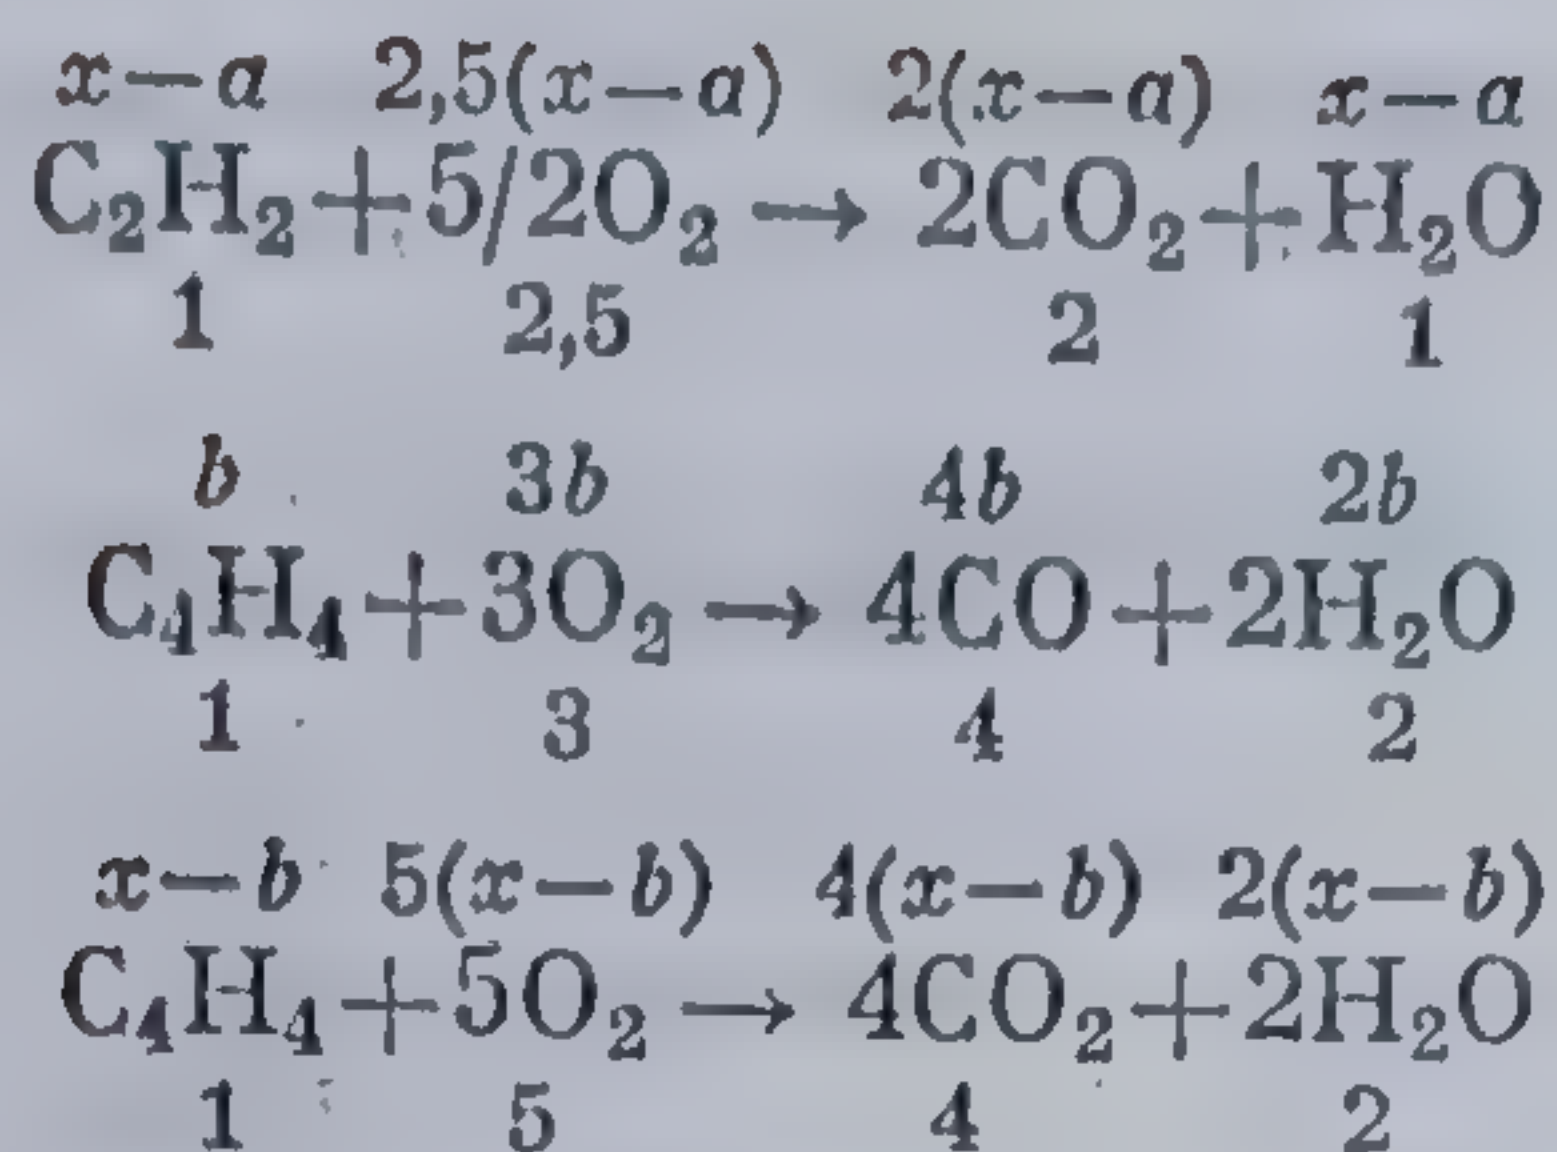 x—a 2,5(x—a) 2(x—a) x—a
C₂H₂+5/2O₂→2CO₂+H₂O
1 2,5 2 1
b 3b 4b 2b
C₄H₄+3O₂→4CO+2H₂O
1 3 4 2
x—b 5(x—b) 4(x—b) 2(x—b)
C₄H₄+5O₂→4CO₂+2H₂O
1 5 4 2